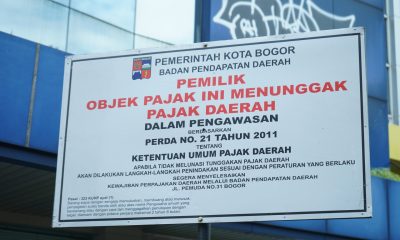 PEMERINTAH KOTA BOGOR
BADAN PENDAPATAN DAERAH
PEMILIK
OBJEK PAJAK INI MENUNGGAK
PAJAK DAERAH
DALAM PENGAWASAN
BERDASARKAN
PERDA NO. 21 TAHUN 2011
TENTANG
KETENTUAN UMUM PAJAK DAERAH
APABILA TIDAK MELUNASI TUNGGAKAN PAJAK DAERAH
AKAN DILAKUKAN LANGKAH-LANGKAH PENINDAKAN SESUAI DENGAN PERATURAN YANG BERLAKU
SEGERA MENYELESAIKAN
KEWAJIBAN PERPAJAKAN DAERAH MELALUI BADAN PENDAPATAN DAERAH
JL. PEMUDA NO.31 BOGOR